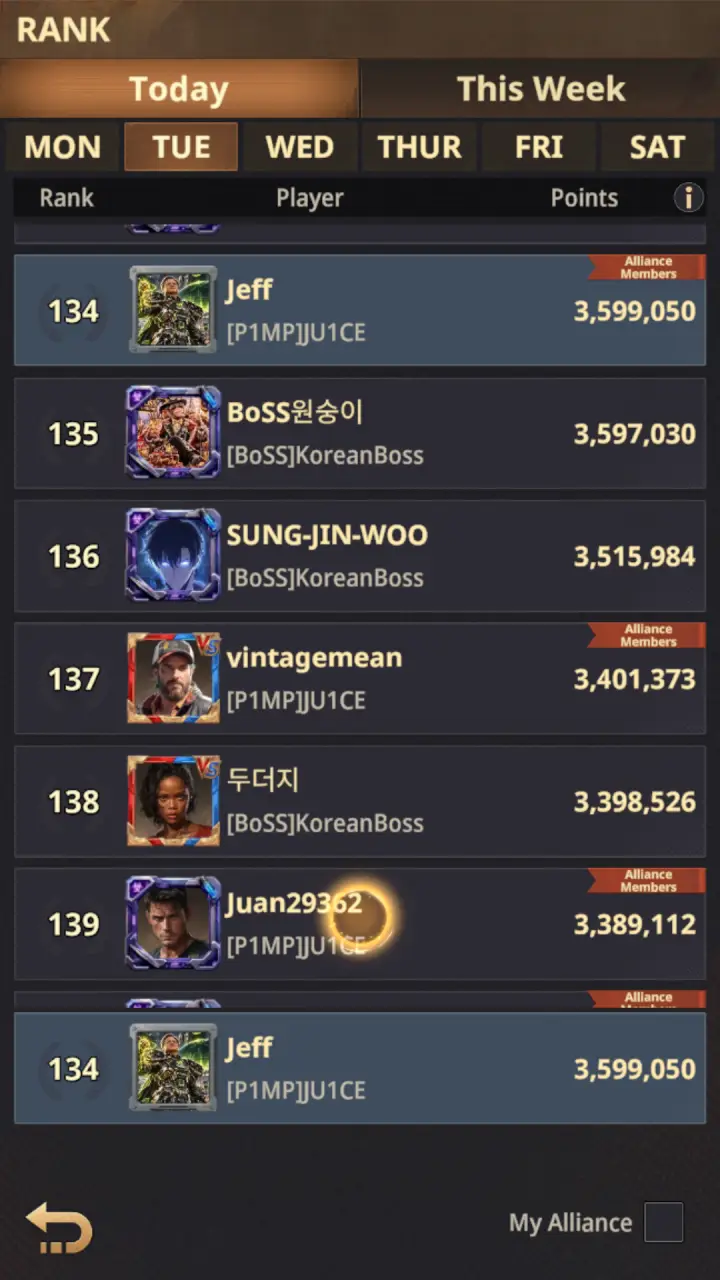 RANK
Today
This Week
MON
TUE
WED
THUR
FRI
SAT
Rank
Player
Points
i
Alliance
Members
134
Jeff
[P1MP]JU1CE
3,599,050
135
BoSS원숭이
[BoSS]KoreanBoss
3,597,030
136
SUNG-JIN-WOO
[BoSS]KoreanBoss
3,515,984
Alliance
Members
137
VS
vintagemean
[P1MP]JU1CE
3,401,373
138
VS
두더지
[BoSS]KoreanBoss
3,398,526
Alliance
Members
139
Juan29362
[P1MP]JU1CE
3,389,112
Alliance
134
Jeff
[P1MP]JU1CE
3,599,050
My Alliance